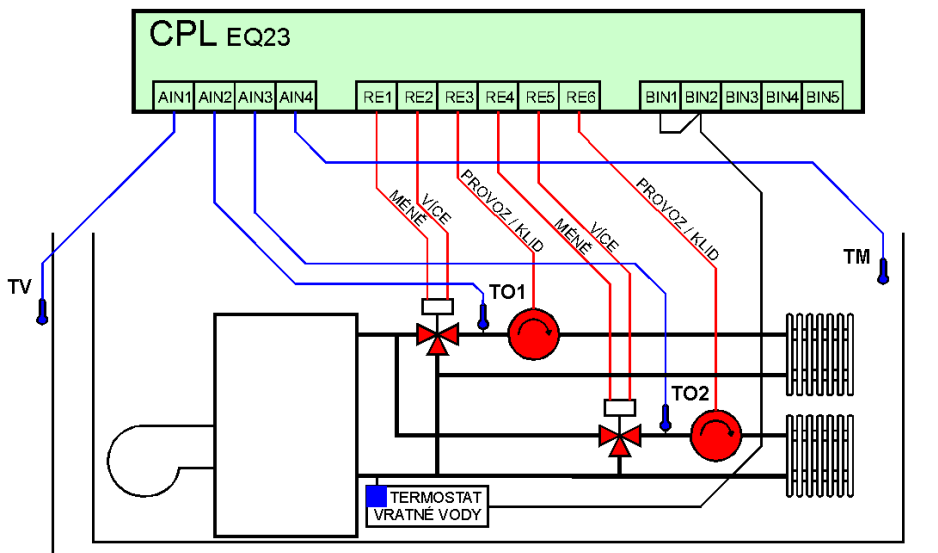 CPL EQ23
AIN1 AIN2 AIN3 AIN4 RE1 RE2 RE3 RE4 RE5 RE6 BIN1 BIN2 BIN3 BIN4 BIN5
MÉNĚ
VÍCE
PROVOZ / KLID
MÉNĚ
VÍCE
PROVOZ / KLID
TV
TM
TO1
TO2
TERMOSTAT
VRATNÉ VODY